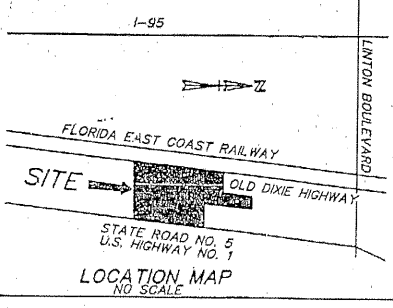 I-95
LINTON BOULEVARD
Z
FLORIDA EAST COAST RAILWAY
SITE
OLD DIXIE HIGHWAY
STATE ROAD NO. 5
U.S. HIGHWAY NO. 1
LOCATION MAP
NO SCALE